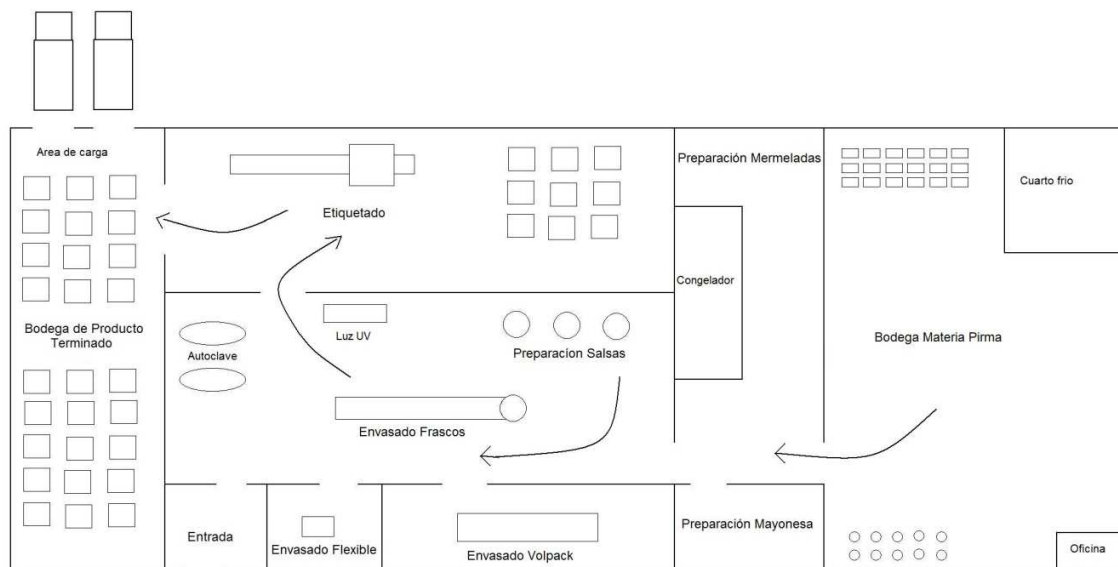 Area de carga
Etiquetado
Preparación Mermeladas
Cuarto frio
Congelador
Bodega de Producto
Terminado
Autoclave
Luz UV
Preparacion Salsas
Bodega Materia Pirma
Envasado Frascos
Entrada
Envasado Flexible
Envasado Volpack
Preparación Mayonesa
Oficina